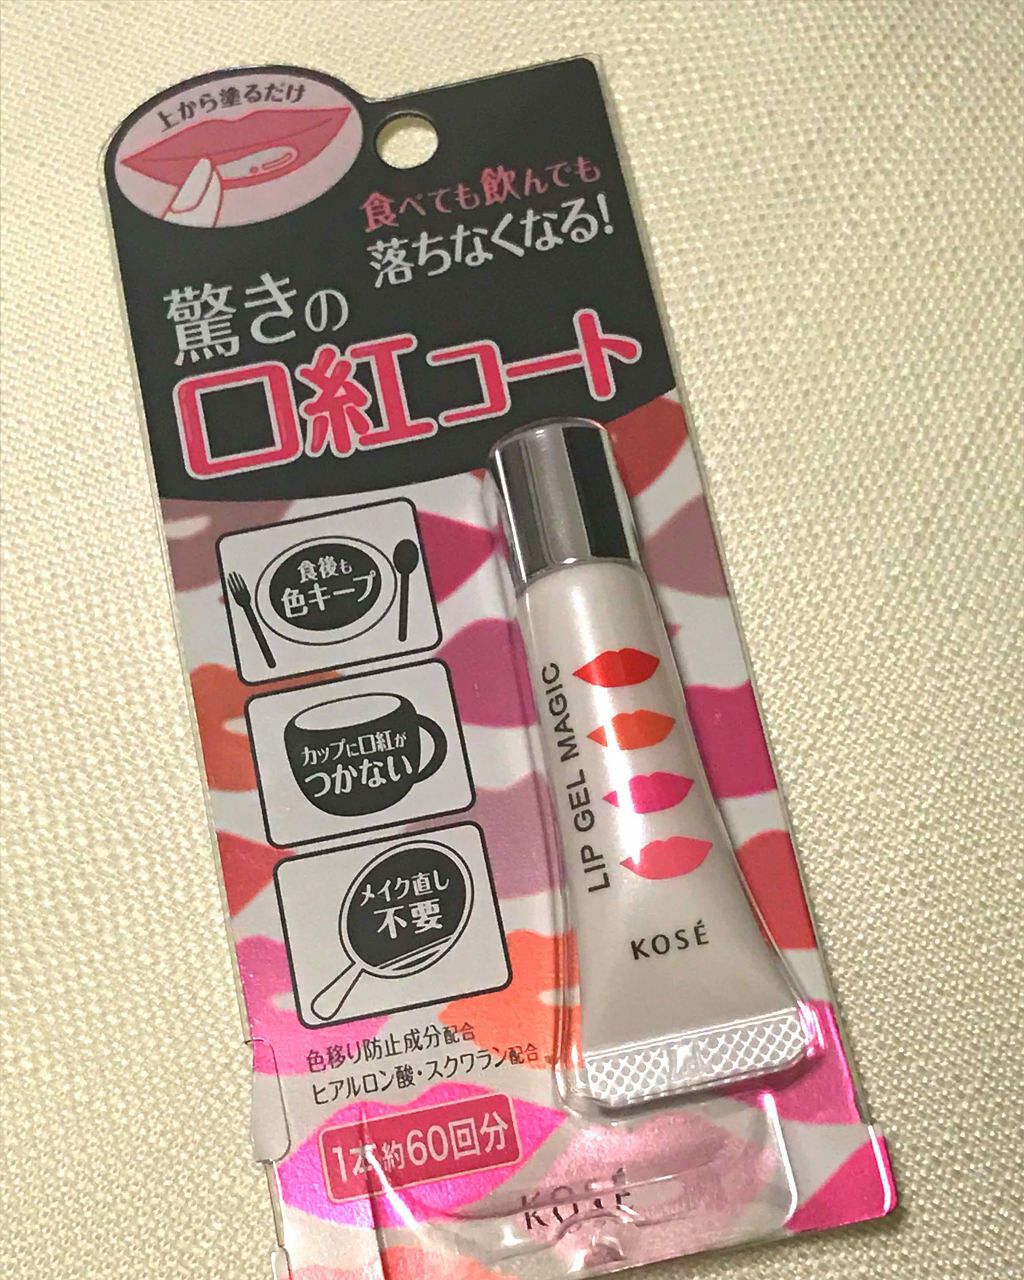 上から塗るだけ
食べても飲んでも
落ちなくなる!
驚きの
口紅コート
食後も
色キープ
カップに口紅が
つかない
メイク直し
不要
色移り防止成分配合
ヒアルロン酸・スクワラン配合
1本約60回分
KOSÉ
LIP GEL MAGIC
KOSÉ